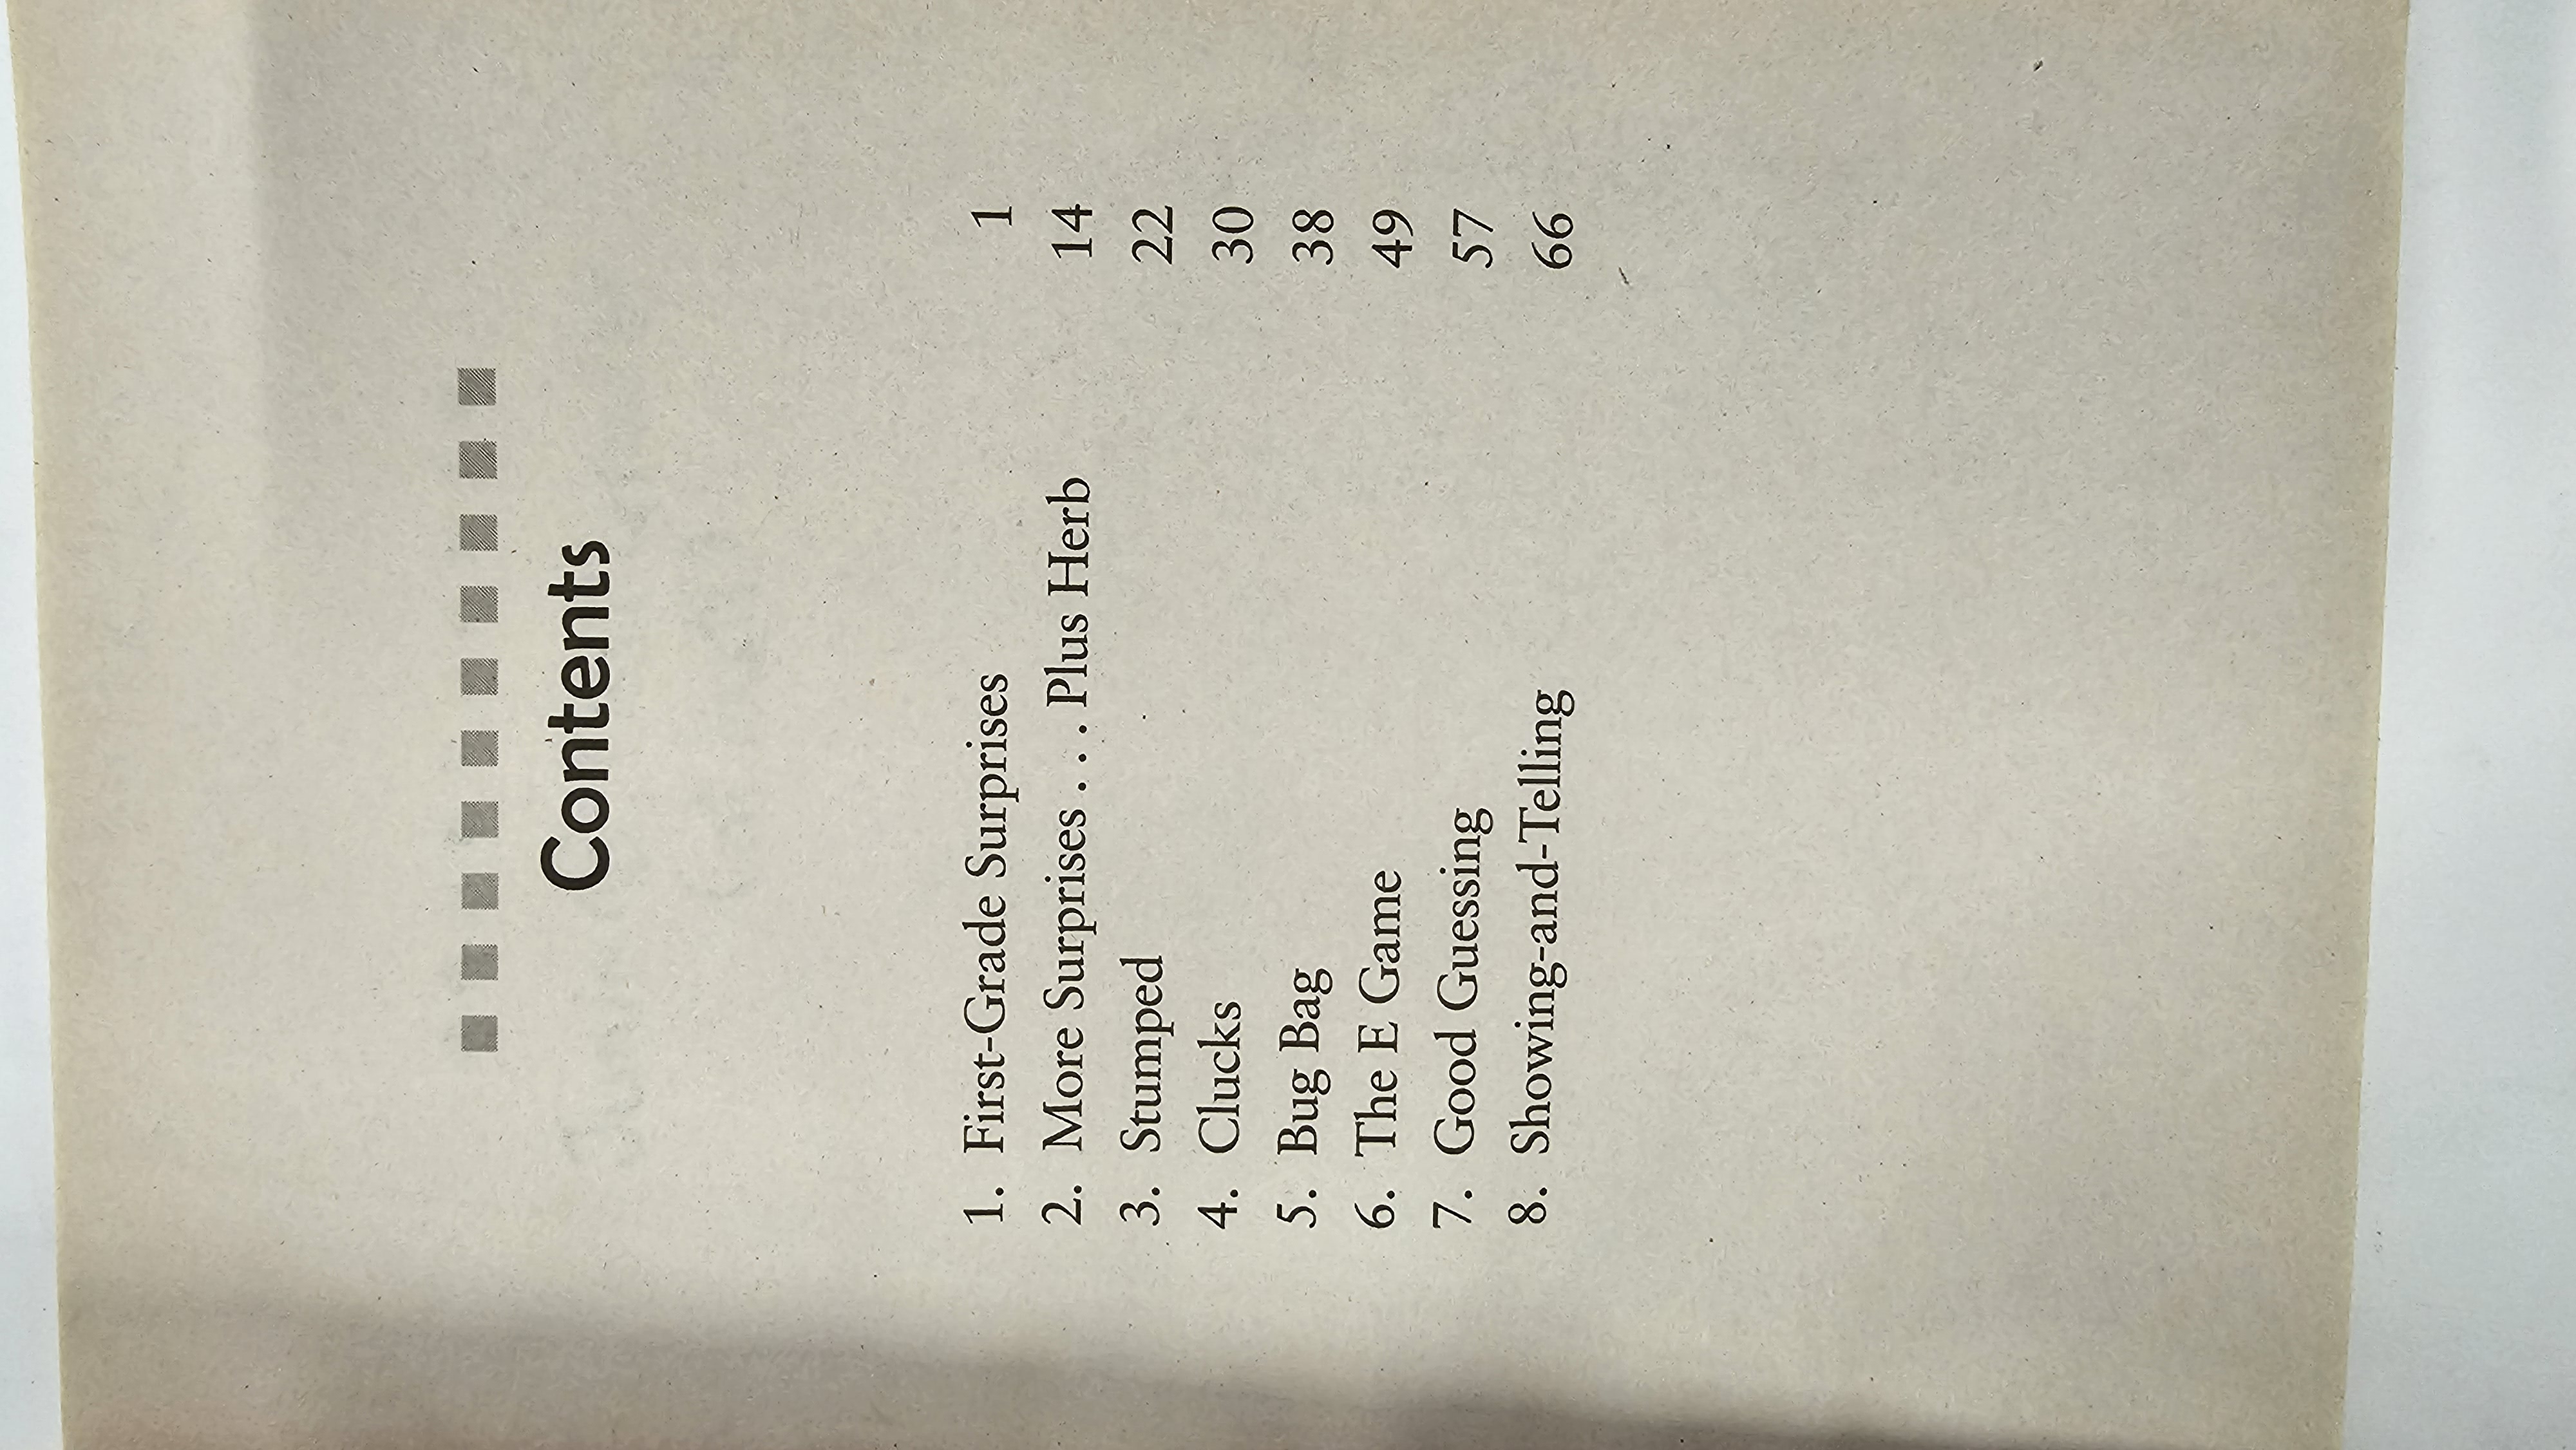 Contents
1. First-Grade Surprises 1
2. More Surprises . . . Plus Herb 14
3. Stumped 22
4. Clucks 30
5. Bug Bag 38
6. The E Game 49
7. Good Guessing 57
8. Showing-and-Telling 66